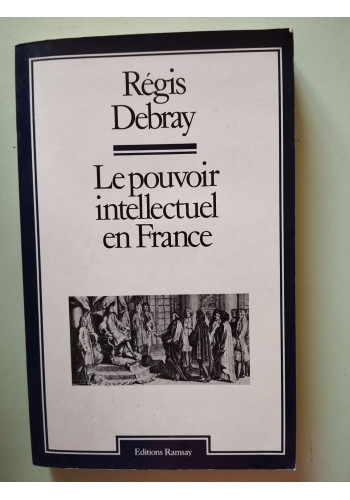 Régis
Debray
Le pouvoir
intellectuel
en France
Editions Ramsay